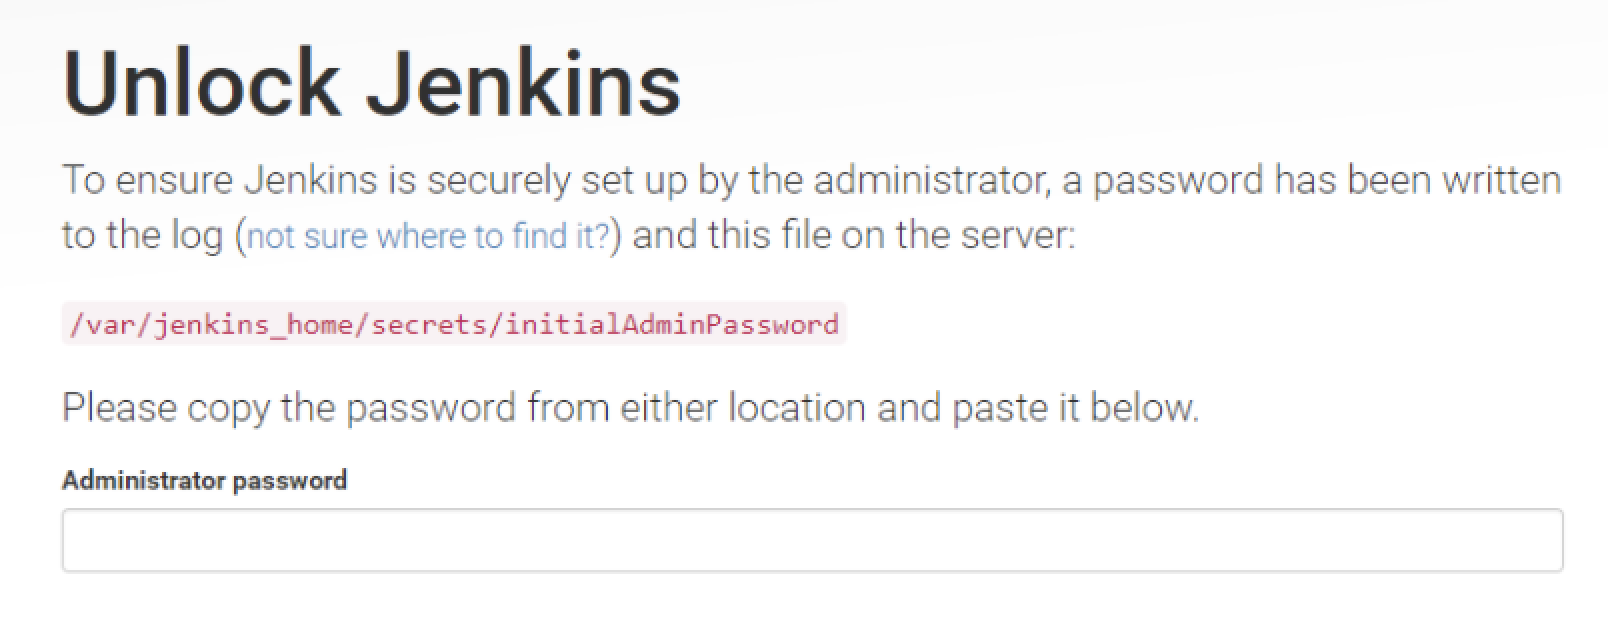 Unlock Jenkins
To ensure Jenkins is securely set up by the administrator, a password has been written
to the log (not sure where to find it?) and this file on the server:
/var/jenkins_home/secrets/initialAdminPassword
Please copy the password from either location and paste it below.
Administrator password